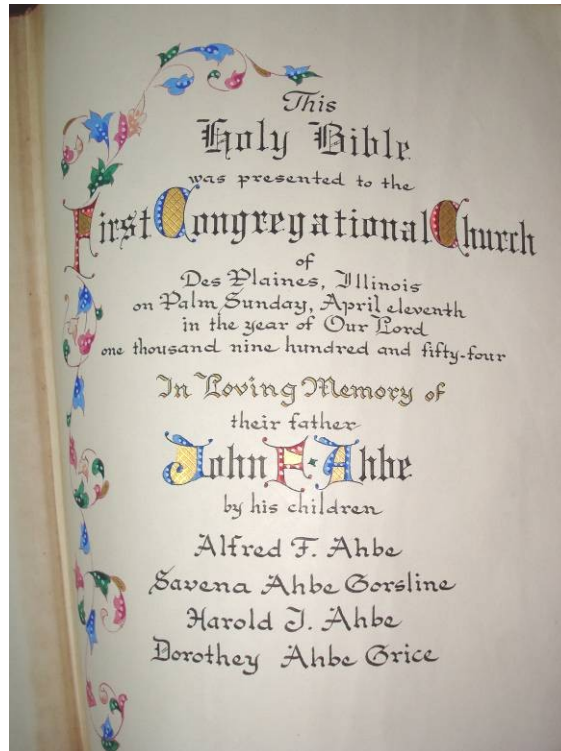 This
Holy Bible
was presented to the
First Congregational Church
of
Des Plaines, Illinois
on Palm Sunday, April eleventh
in the year of Our Lord
one thousand nine hundred and fifty-four
In Loving Memory of
their father
John F. Ahbe
by his children
Alfred F. Ahbe
Savena Ahbe Gorsline
Harold J. Ahbe
Dorothey Ahbe Grice